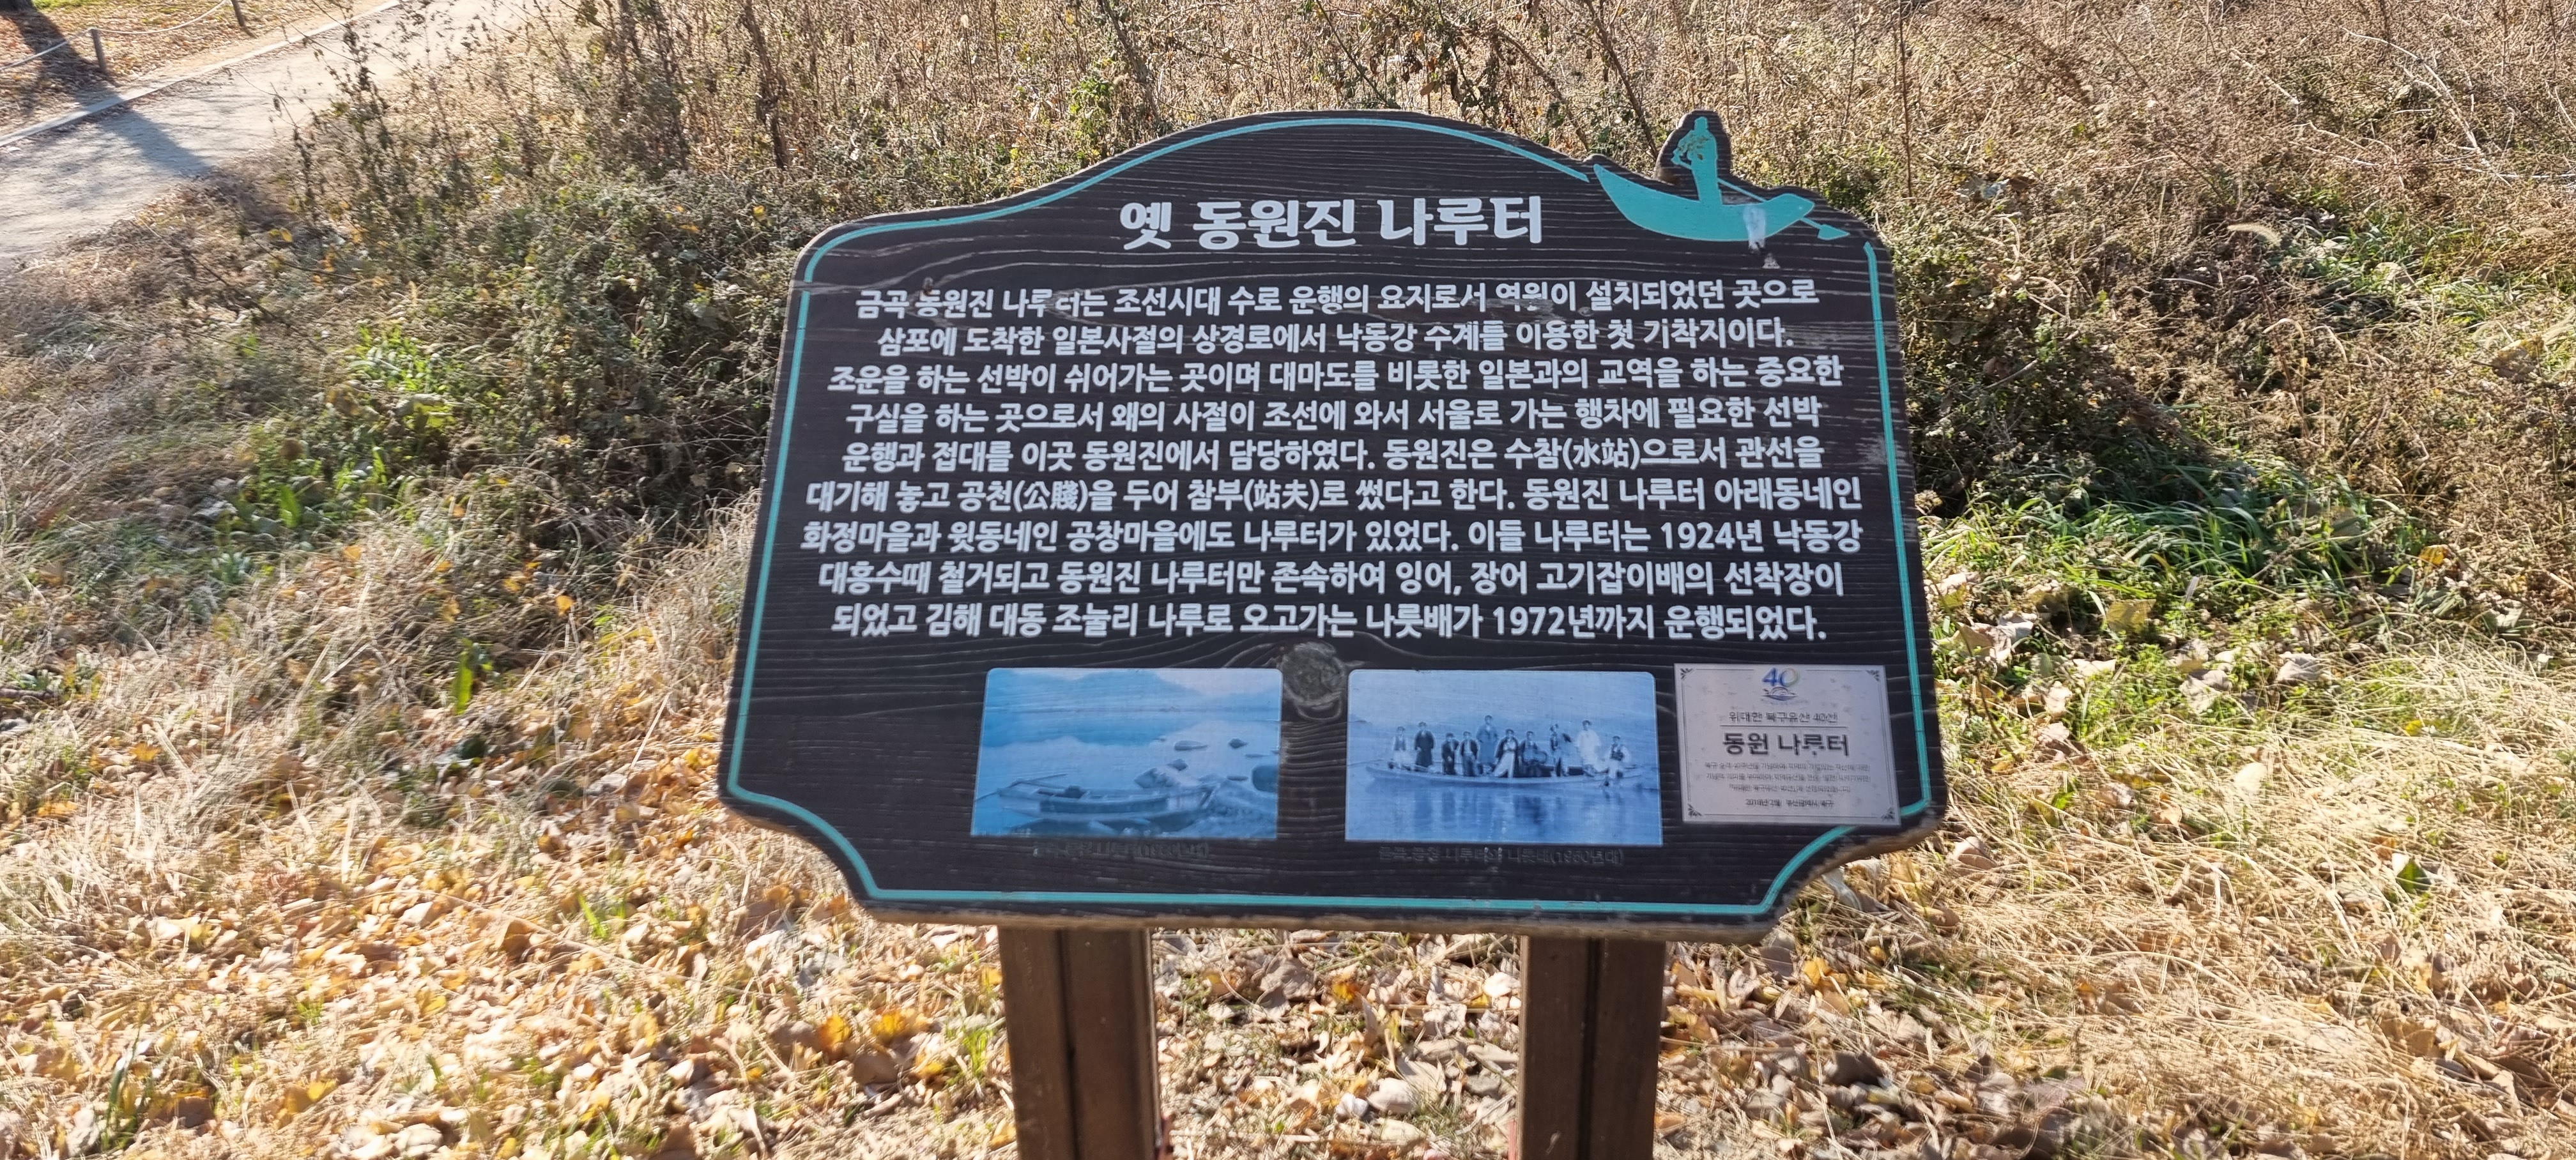 옛 동원진 나루터
금곡 동원진 나루터는 조선시대 수로 운행의 요지로서 역원이 설치되었던 곳으로
삼포에 도착한 일본사절의 상경로에서 낙동강 수계를 이용한 첫 기착지이다.
조운을 하는 선박이 쉬어가는 곳이며 대마도를 비롯한 일본과의 교역을 하는 중요한
구실을 하는 곳으로서 왜의 사절이 조선에 와서 서울로 가는 행차에 필요한 선박
운행과 접대를 이곳 동원진에서 담당하였다. 동원진은 수참(水站)으로서 관선을
대기해 놓고 공천(公賤)을 두어 참부(站夫)로 썼다고 한다. 동원진 나루터 아래동네인
화정마을과 윗동네인 공창마을에도 나루터가 있었다. 이들 나루터는 1924년 낙동강
대홍수때 철거되고 동원진 나루터만 존속하여 잉어, 장어 고기잡이배의 선착장이
되었고 김해 대동 조눌리 나루로 오고가는 나룻배가 1972년까지 운행되었다.
40
위대한 북구유산 40선
동원 나루터